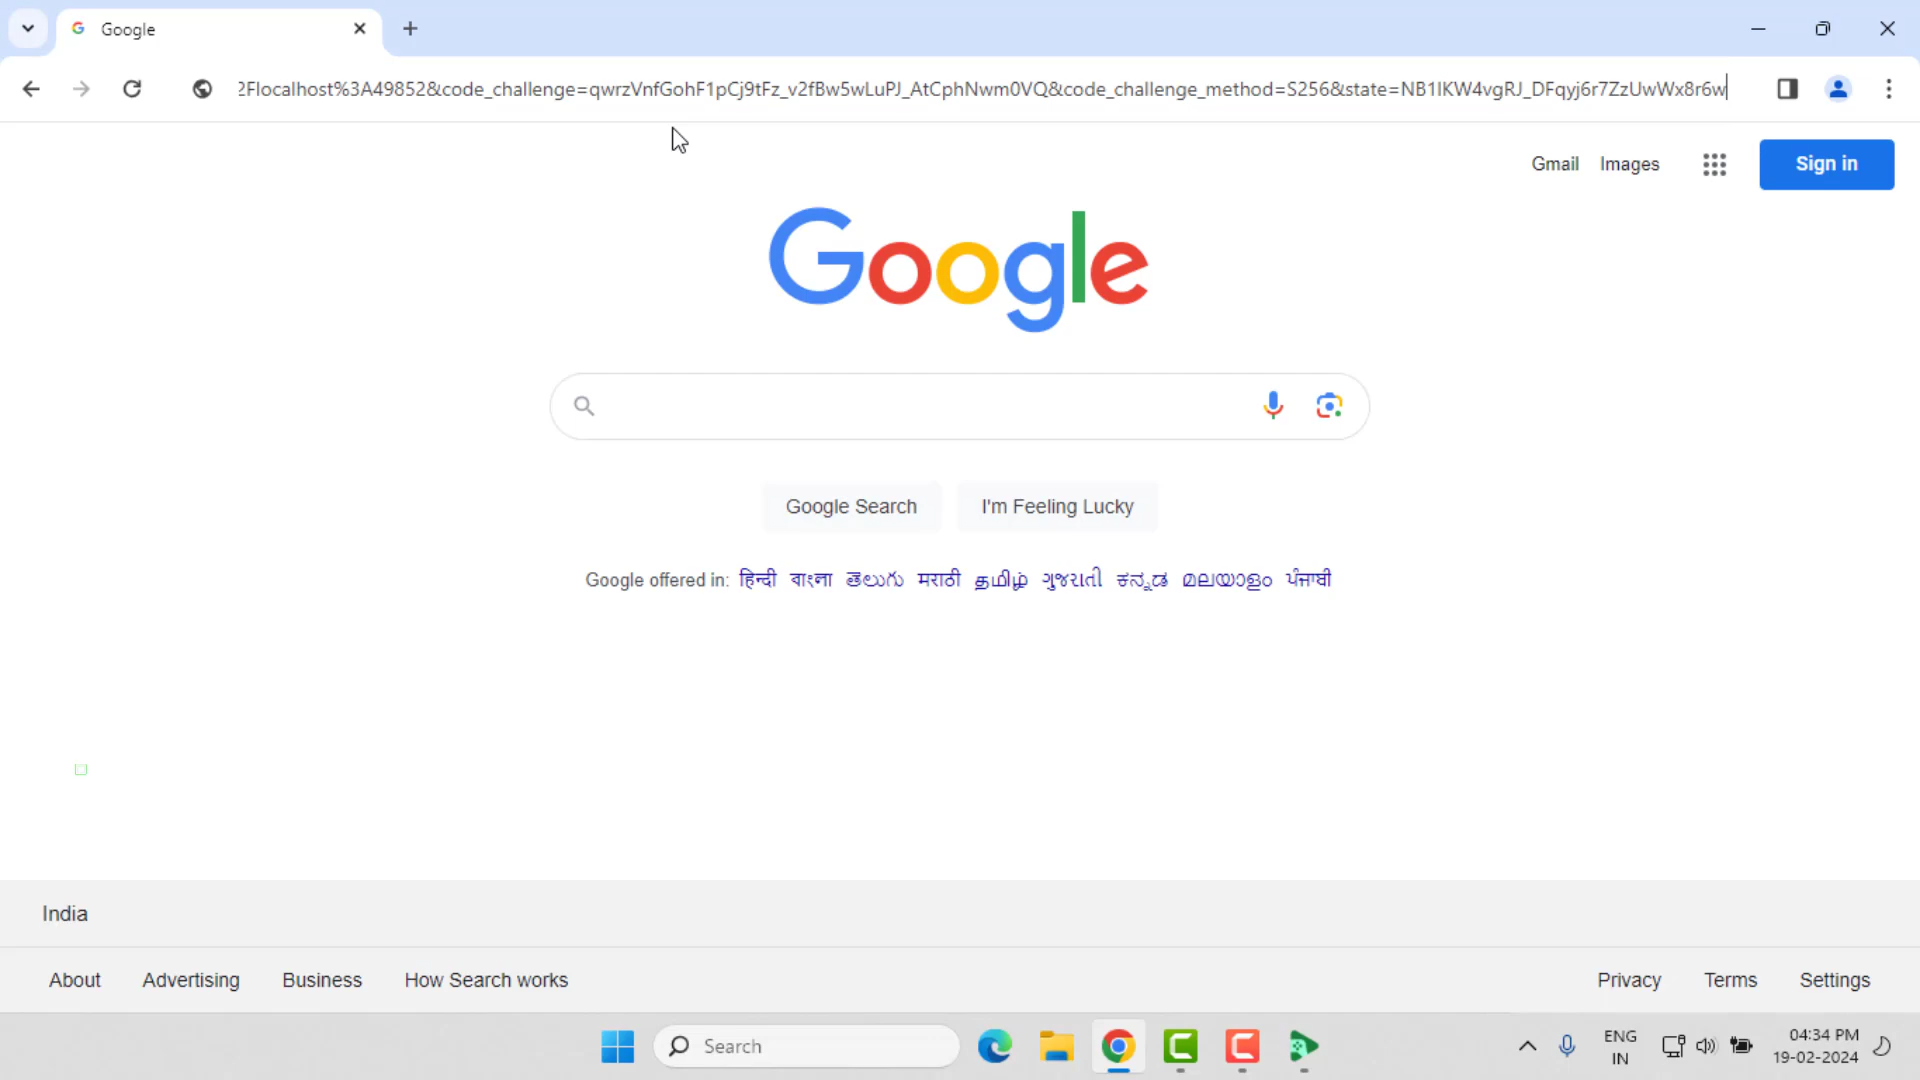 Google
2Flocalhost%3A49852&code_challenge=qwrzVnfGohF1pCj9tFz_v2fBw5wLuPJ_AtCphNwm0VQ&code_challenge_method=S256&state=NB1IKW4vgRJ_DFqyj6r7ZzUwWx8r6w
Gmail Images Sign in
Google
Google Search I'm Feeling Lucky
Google offered in: हिन्दी বাংলা తెలుగు मराठी தமிழ் ગુજરાતી ಕನ್ನಡ മലയാളം ਪੰਜਾਬੀ
India
About Advertising Business How Search works Privacy Terms Settings
Search
ENG
IN
04:34 PM
19-02-2024